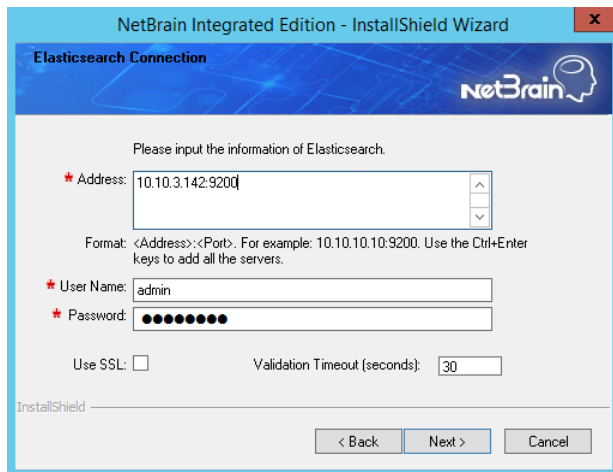 NetBrain Integrated Edition - InstallShield Wizard
x
Elasticsearch Connection
NetBrain
Please input the information of Elasticsearch.
* Address: 10.10.3.142:9200
Format: <Address>:<Port>. For example: 10.10.10.10:9200. Use the Ctrl+Enter
keys to add all the servers.
* User Name: admin
* Password: ●●●●●●●●
Use SSL: Validation Timeout (seconds): 30
InstallShield
< Back Next > Cancel